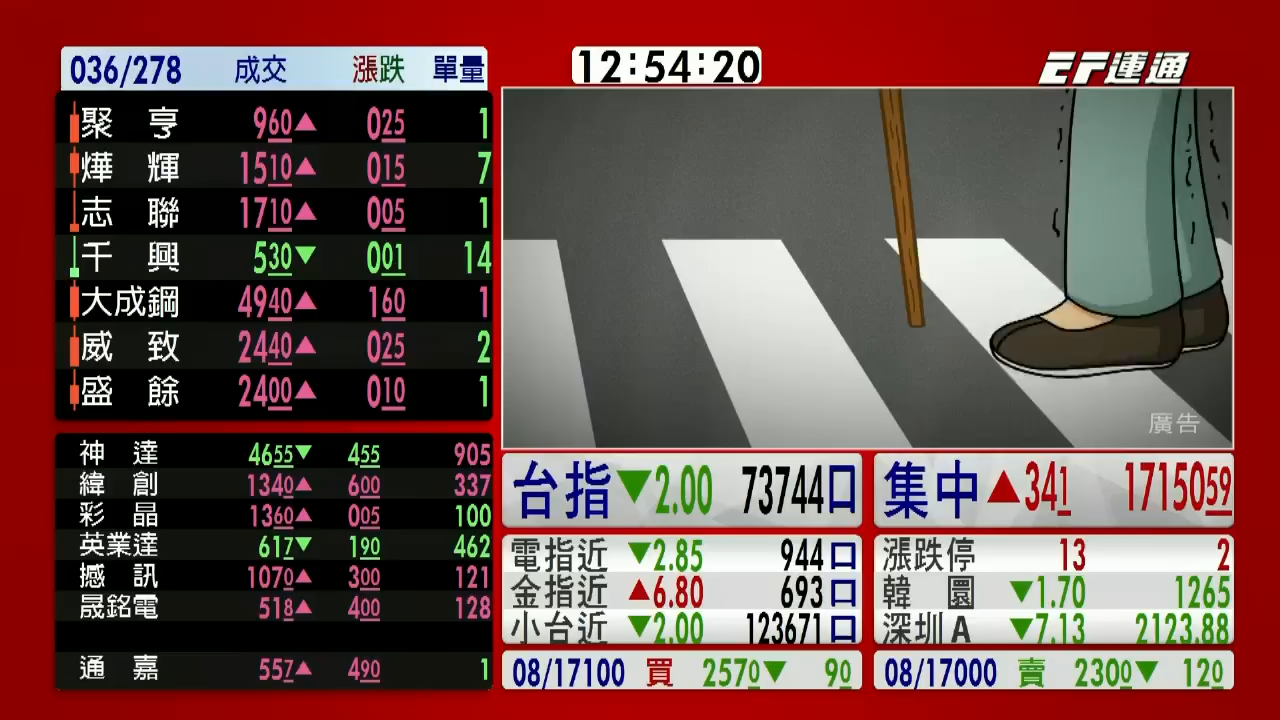 036/278 成交 漲跌 單量
聚亨 960▲ 025 1
燁輝 1510▲ 015 7
志聯 1710▲ 005 1
千興 530▼ 001 14
大成鋼 4940▲ 160 1
威致 2440▲ 025 2
盛餘 2400▲ 010 1
神達 4655▼ 455 905
緯創 1340▲ 600 337
彩晶 1360▲ 005 100
英業達 617▼ 190 462
撼訊 1070▲ 300 121
晟銘電 518▲ 400 128
通嘉 557▲ 490 1
12:54:20
EF運通
廣告
台指▼2.00 73744口
集中▲341 1715059
電指近 ▼2.85 944口
金指近 ▲6.80 693口
小台近 ▼2.00 123671口
漲跌停 13 2
韓國 ▼1.70 1265
深圳A ▼7.13 2123.88
08/17100 買 2570▼ 90
08/17000 賣 2300▼ 120